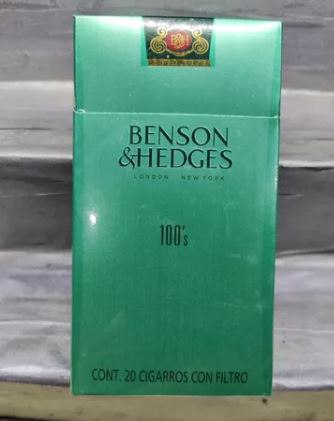 B&H
BENSON
&HEDGES
LONDON NEW YORK
100's
CONT. 20 CIGARROS CON FILTRO